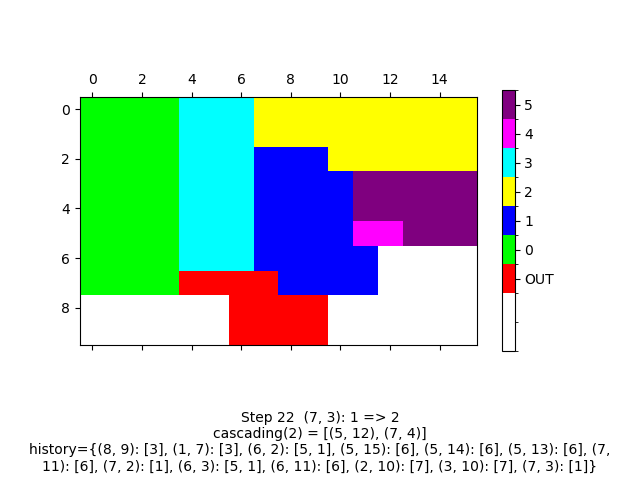 0 2 4 6 8 10 12 14
0
2
4
6
8
5
4
3
2
1
0
OUT
Step 22  (7, 3): 1 => 2
cascading(2) = [(5, 12), (7, 4)]
history={(8, 9): [3], (1, 7): [3], (6, 2): [5, 1], (5, 15): [6], (5, 14): [6], (5, 13): [6], (7,
11): [6], (7, 2): [1], (6, 3): [5, 1], (6, 11): [6], (2, 10): [7], (3, 10): [7], (7, 3): [1]}